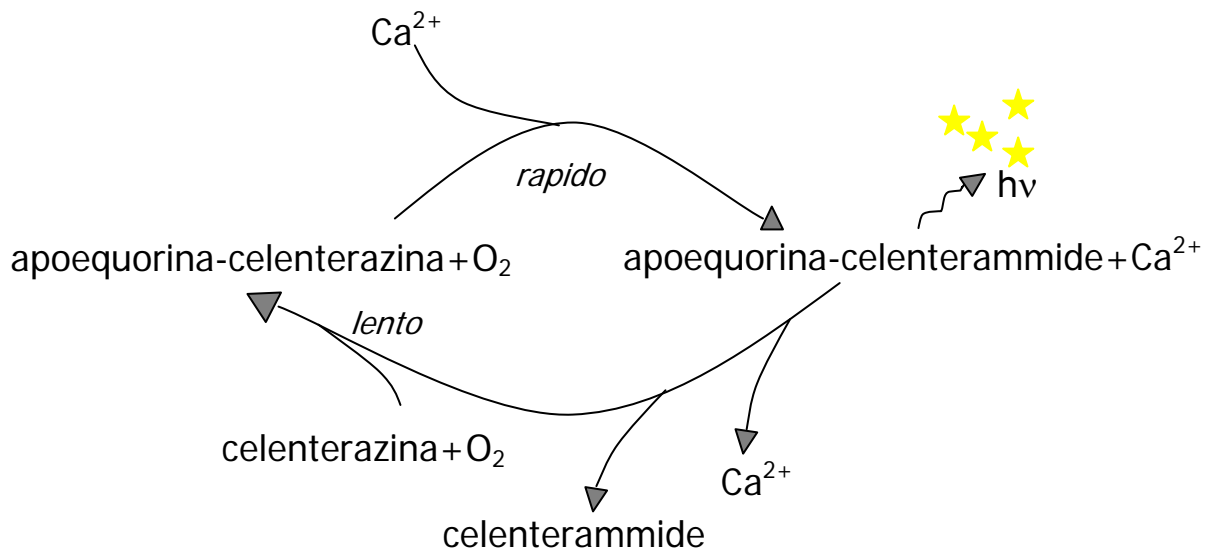 Ca²⁺
rapido
hν
apoequorina-celenterazina+O₂
apoequorina-celenterammide+Ca²⁺
lento
celenterazina+O₂
Ca²⁺
celenterammide